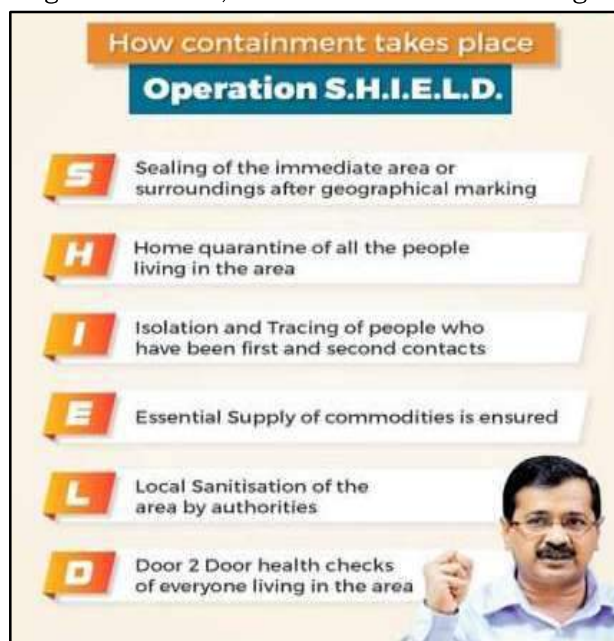 How containment takes place
Operation S.H.I.E.L.D.
S
Sealing of the immediate area or
surroundings after geographical marking
H
Home quarantine of all the people
living in the area
I
Isolation and Tracing of people who
have been first and second contacts
E
Essential Supply of commodities is ensured
L
Local Sanitisation of the
area by authorities
D
Door 2 Door health checks
of everyone living in the area